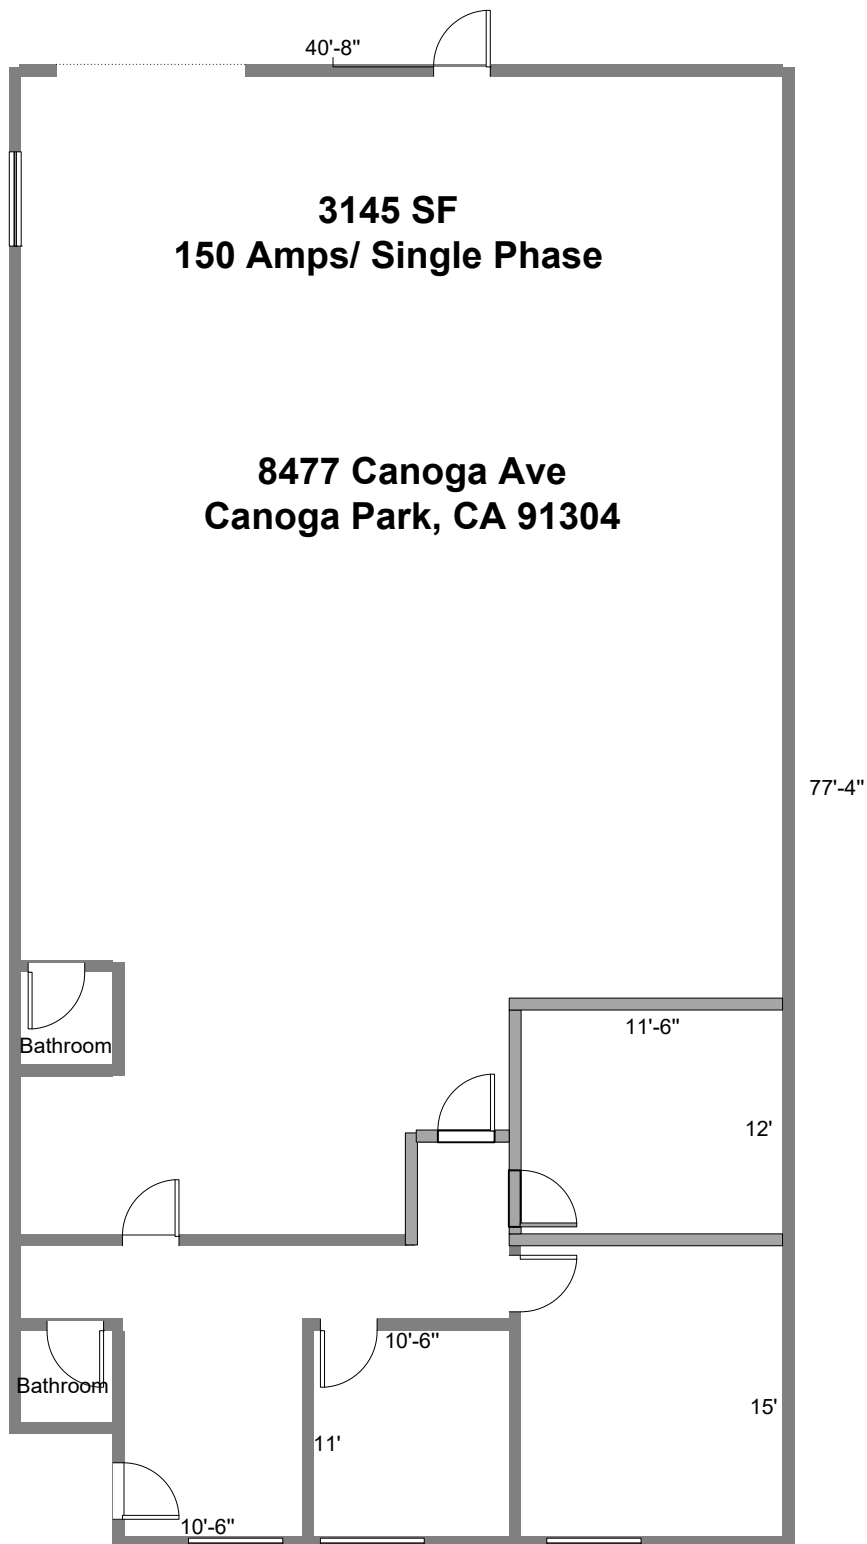 40'-8"
3145 SF
150 Amps/ Single Phase
8477 Canoga Ave
Canoga Park, CA 91304
77'-4"
11'-6"
Bathroom
12'
10'-6"
Bathroom
15'
11'
10'-6"